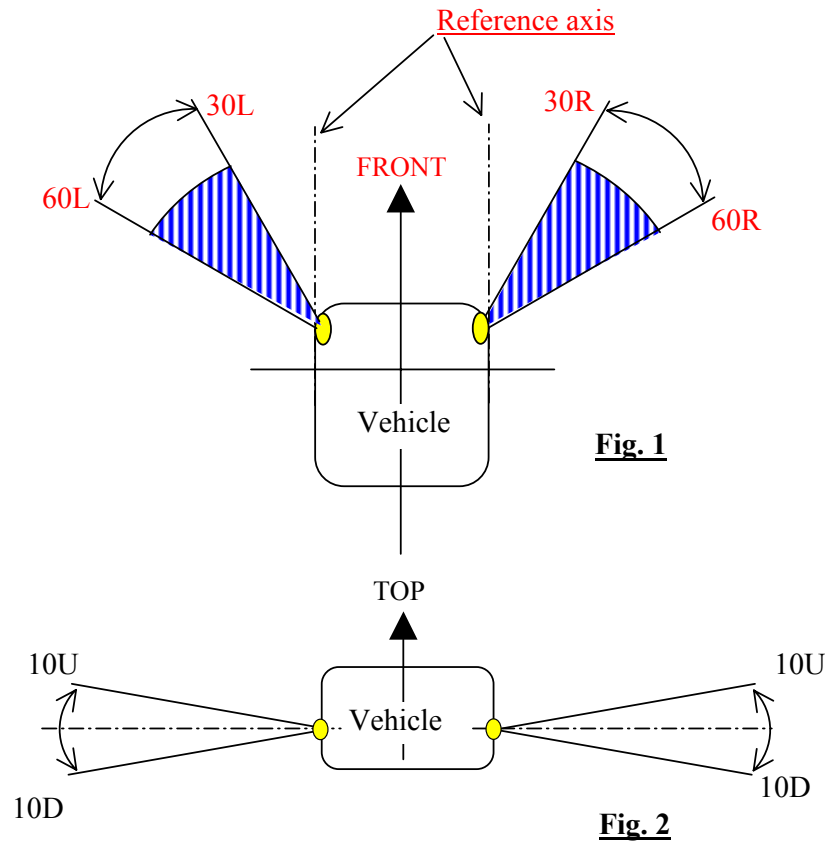 Reference axis
30L
30R
60L
FRONT
60R
Vehicle
Fig. 1
TOP
10U
10U
Vehicle
10D
10D
Fig. 2